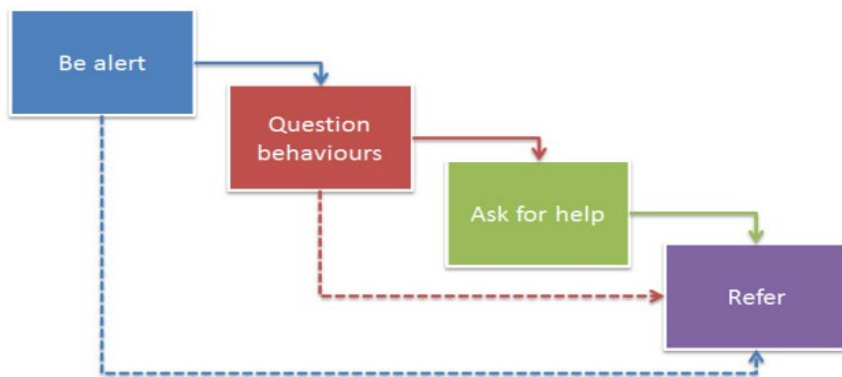 Be alert
Question
behaviours
Ask for help
Refer